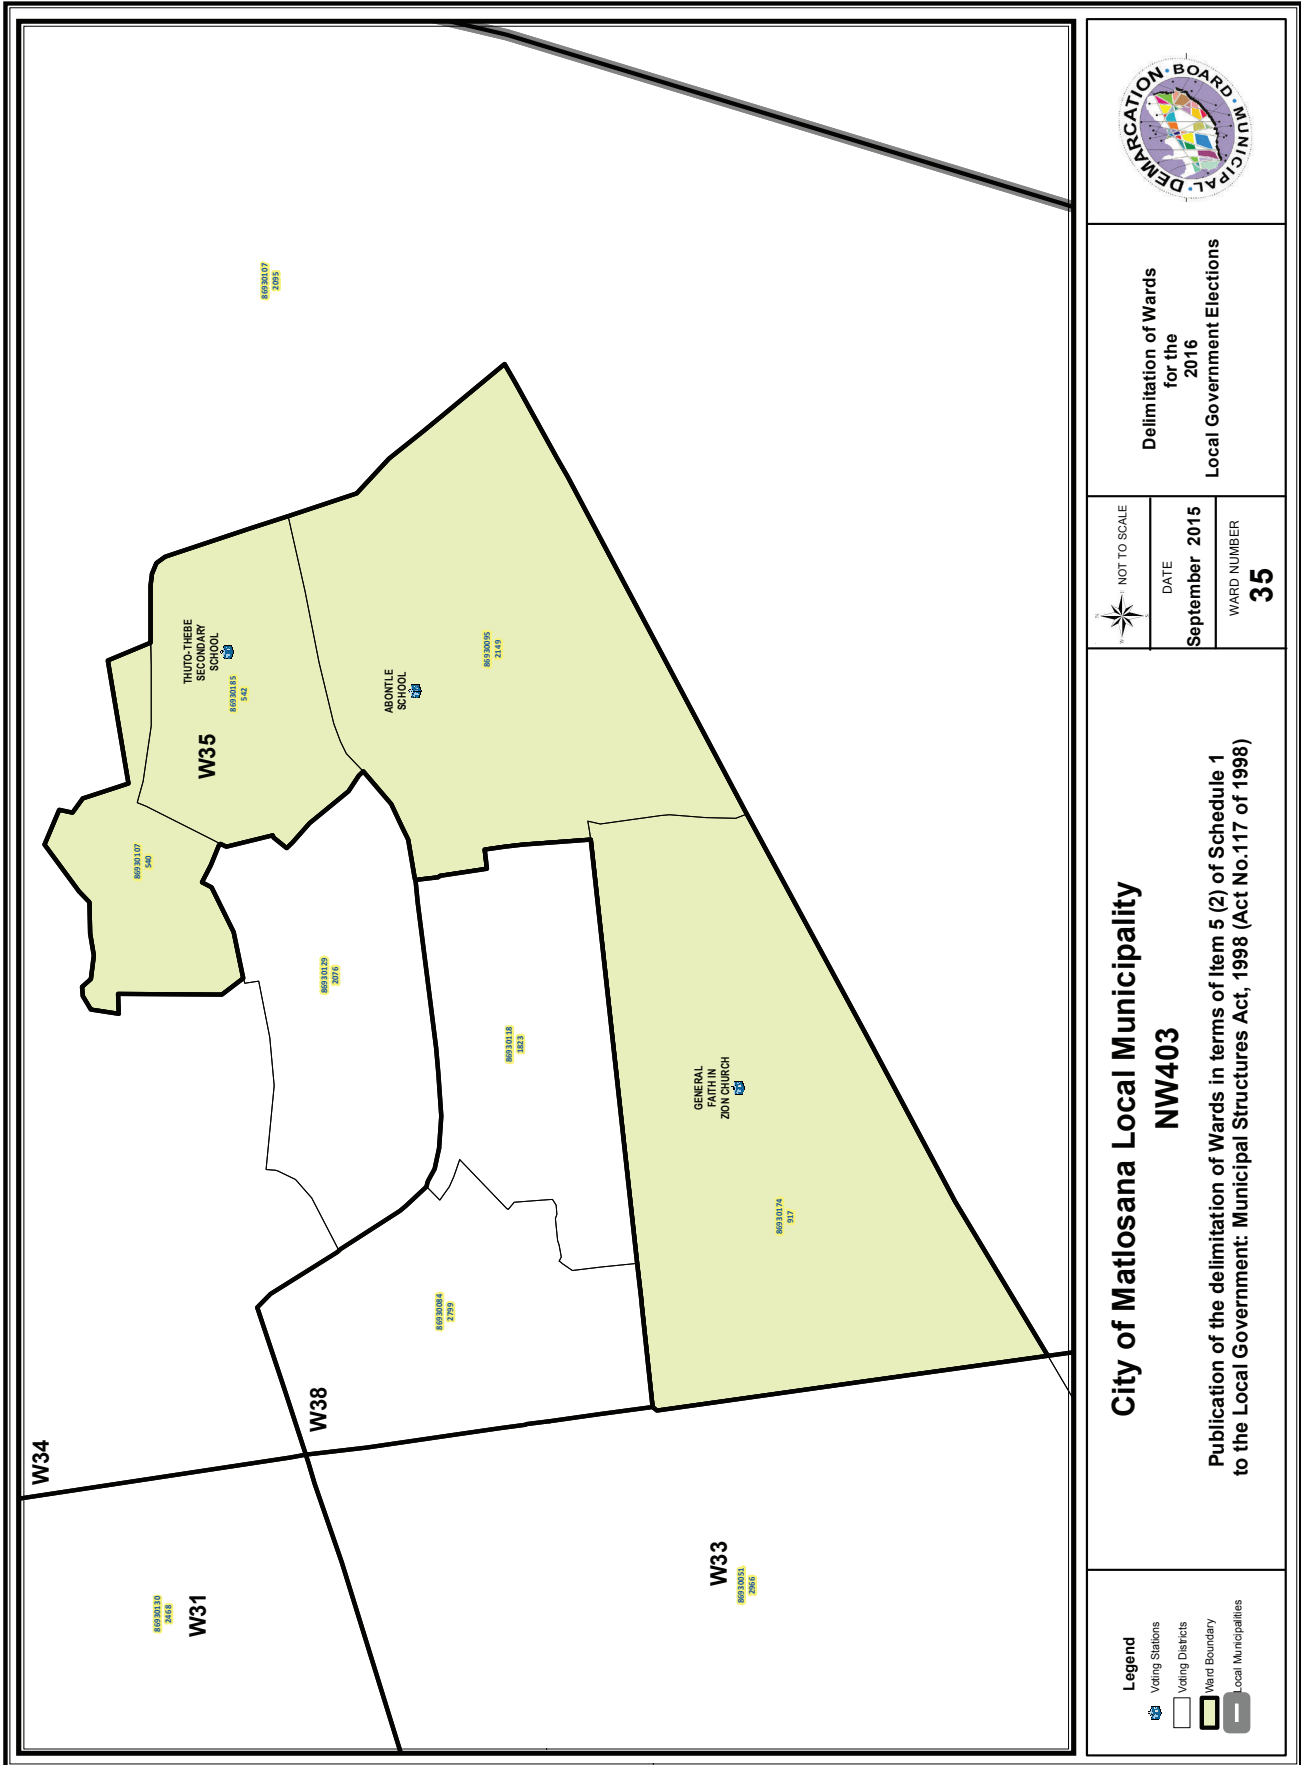 W34
86930107
2095
THUTO-THEBE
SECONDARY
SCHOOL
86930185
542
W35
ABONTLE
SCHOOL
86930095
2149
86930107
540
86930129
2076
86930118
1823
GENERAL
FAITH IN
ZION CHURCH
86930174
917
86930084
2799
W38
86930130
2468
W31
W33
86930051
2966
Legend
Voting Stations
Voting Districts
Ward Boundary
Local Municipalities
City of Matlosana Local Municipality
NW403
Publication of the delimitation of Wards in terms of Item 5 (2) of Schedule 1
to the Local Government: Municipal Structures Act, 1998 (Act No.117 of 1998)
N
W
E
S
NOT TO SCALE
DATE
September 2015
WARD NUMBER
35
Delimitation of Wards
for the
2016
Local Government Elections
MUNICIPAL • DEMARCATION • BOARD •